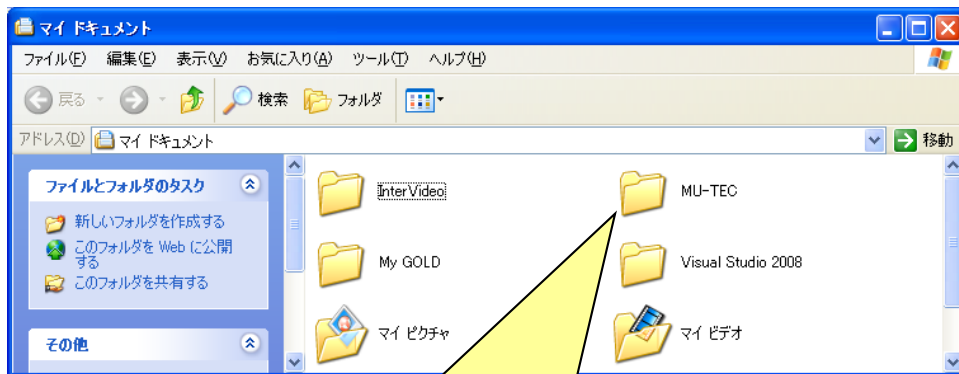 マイ ドキュメント
ファイル(F) 編集(E) 表示(V) お気に入り(A) ツール(T) ヘルプ(H)
戻る 検索 フォルダ
アドレス(D) マイ ドキュメント 移動
ファイルとフォルダのタスク
新しいフォルダを作成する
このフォルダを Web に公開
する
このフォルダを共有する
その他
InterVideo
MU-TEC
My GOLD
Visual Studio 2008
マイ ピクチャ
マイ ビデオ